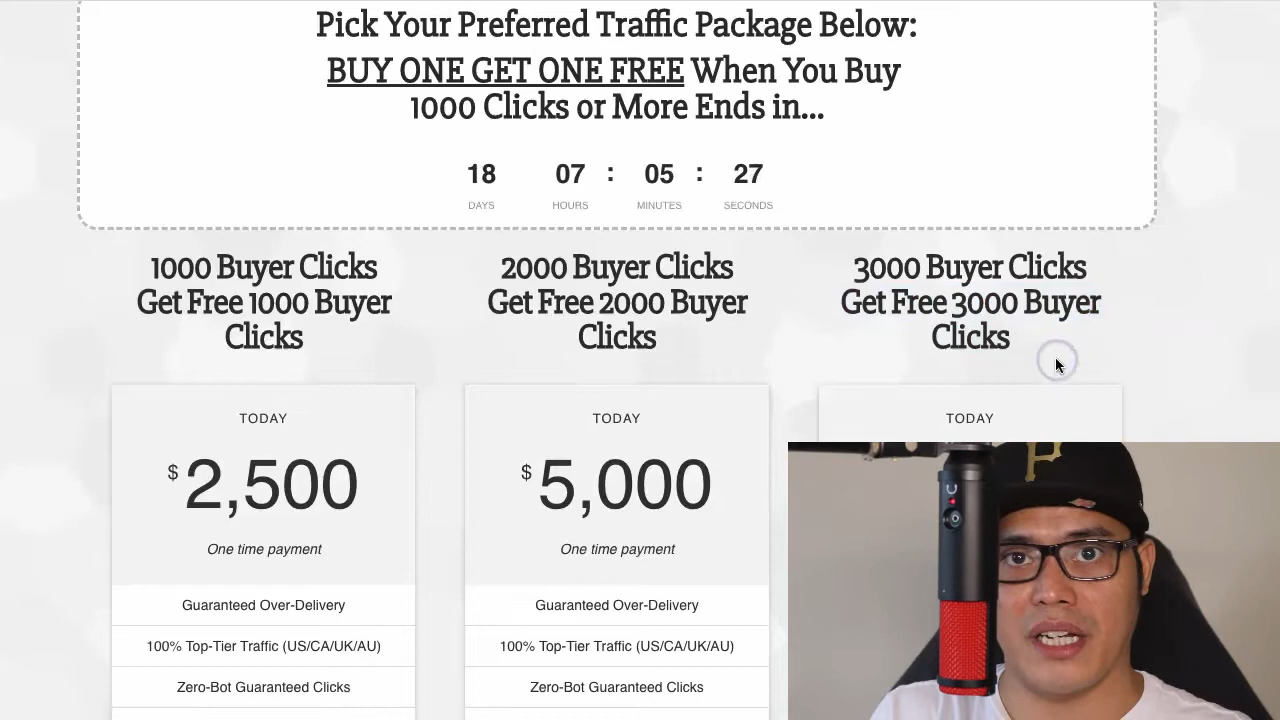 Pick Your Preferred Traffic Package Below:
BUY ONE GET ONE FREE When You Buy
1000 Clicks or More Ends in...
18 07 : 05 : 27
DAYS HOURS MINUTES SECONDS
1000 Buyer Clicks
Get Free 1000 Buyer
Clicks
TODAY
$2,500
One time payment
Guaranteed Over-Delivery
100% Top-Tier Traffic (US/CA/UK/AU)
Zero-Bot Guaranteed Clicks
2000 Buyer Clicks
Get Free 2000 Buyer
Clicks
TODAY
$5,000
One time payment
Guaranteed Over-Delivery
100% Top-Tier Traffic (US/CA/UK/AU)
Zero-Bot Guaranteed Clicks
3000 Buyer Clicks
Get Free 3000 Buyer
Clicks
TODAY
P